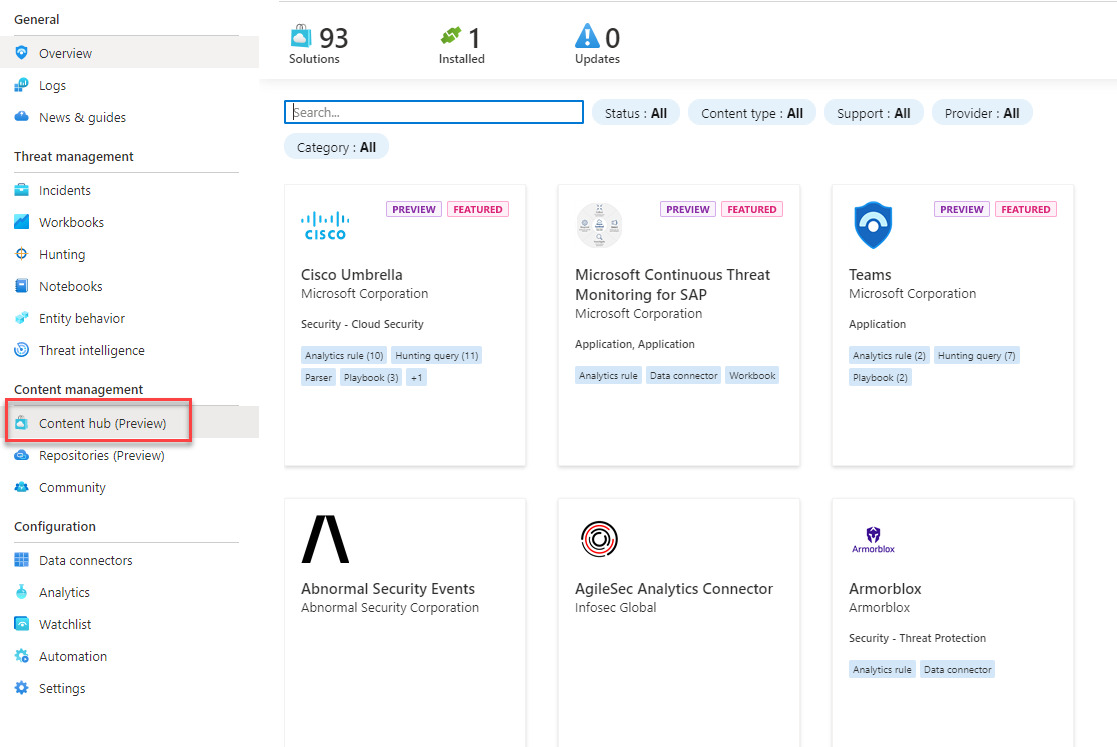 General
Overview
Logs
News & guides
Threat management
Incidents
Workbooks
Hunting
Notebooks
Entity behavior
Threat intelligence
Content management
Content hub (Preview)
Repositories (Preview)
Community
Configuration
Data connectors
Analytics
Watchlist
Automation
Settings
93
Solutions
1
Installed
0
Updates
Search...
Status : All
Content type : All
Support : All
Provider : All
Category : All
CISCO
PREVIEW FEATURED
Cisco Umbrella
Microsoft Corporation
Security - Cloud Security
Analytics rule (10) Hunting query (11)
Parser Playbook (3) +1
PREVIEW FEATURED
Microsoft Continuous Threat
Monitoring for SAP
Microsoft Corporation
Application, Application
Analytics rule Data connector Workbook
PREVIEW FEATURED
Teams
Microsoft Corporation
Application
Analytics rule (2) Hunting query (7)
Playbook (2)
Abnormal Security Events
Abnormal Security Corporation
AgileSec Analytics Connector
Infosec Global
Armorblox
Armorblox
Armorblox
Security - Threat Protection
Analytics rule Data connector